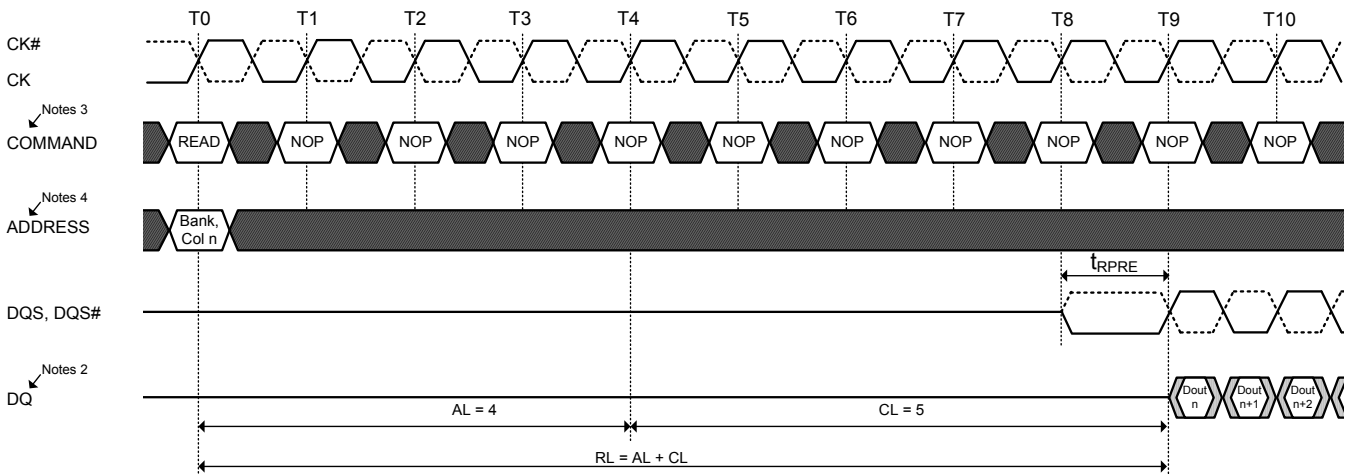 T0 T1 T2 T3 T4 T5 T6 T7 T8 T9 T10
CK#
CK
Notes 3
COMMAND
READ NOP NOP NOP NOP NOP NOP NOP NOP NOP NOP
Notes 4
ADDRESS
Bank,
Col n
tRPRE
DQS, DQS#
Notes 2
DQ
Dout
n
Dout
n+1
Dout
n+2
AL = 4
CL = 5
RL = AL + CL